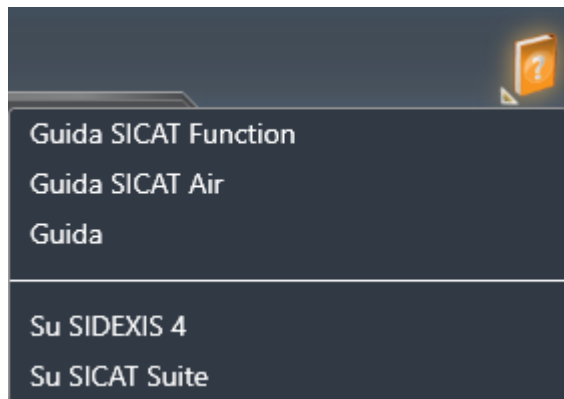 Guida SICAT Function
Guida SICAT Air
Guida
Su SIDEXIS 4
Su SICAT Suite